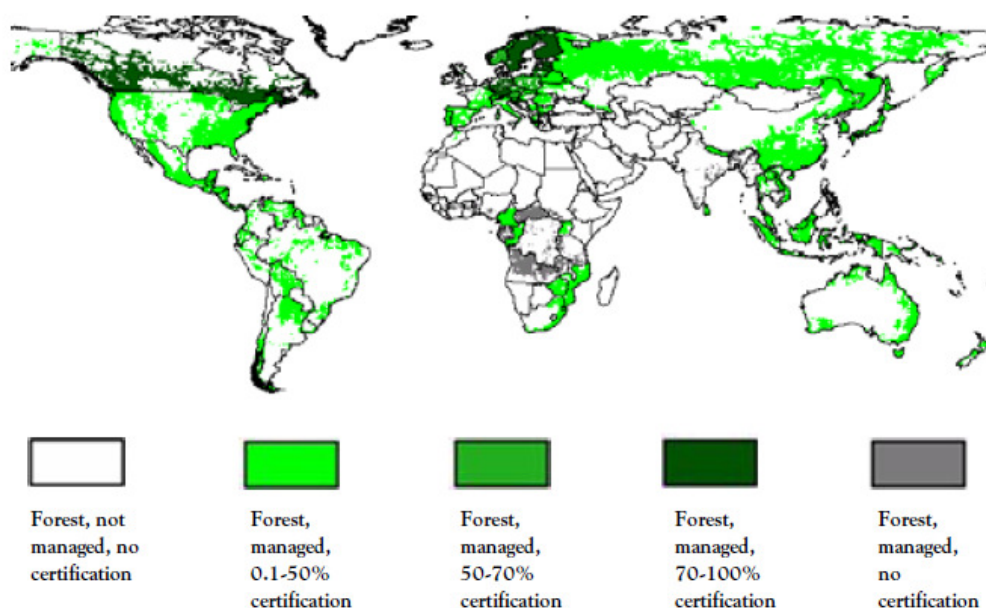 Forest, not
managed, no
certification
Forest,
managed,
0.1-50%
certification
Forest,
managed,
50-70%
certification
Forest,
managed,
70-100%
certification
Forest,
managed,
no
certification